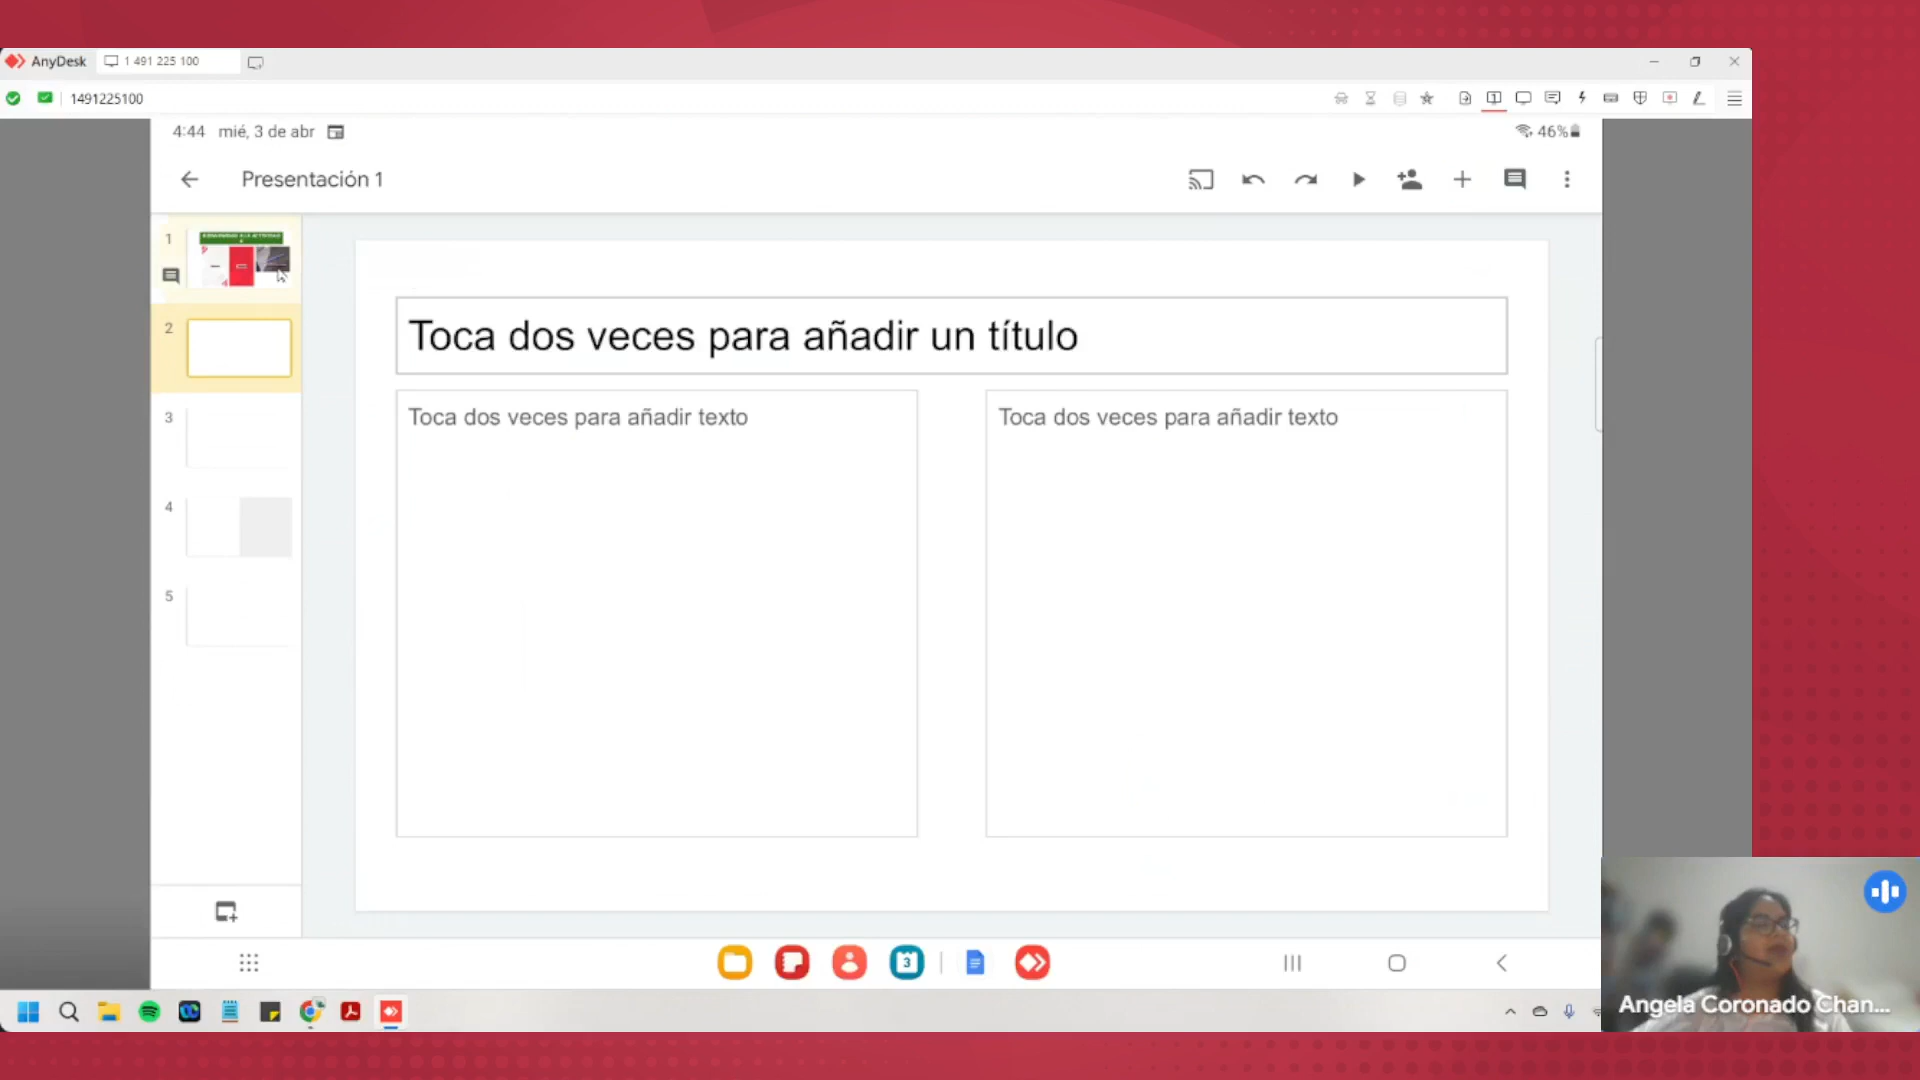 AnyDesk
1 491 225 100
1491225100
4:44 mié, 3 de abr
46%
Presentación 1
1
2
3
4
5
Toca dos veces para añadir un título
Toca dos veces para añadir texto
Toca dos veces para añadir texto
3
Angela Coronado Chan...